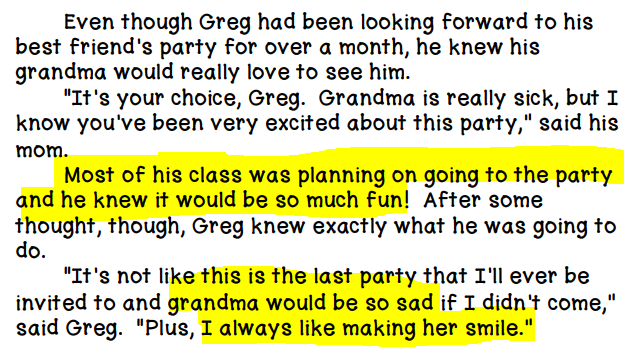 Even though Greg had been looking forward to his
best friend's party for over a month, he knew his
grandma would really love to see him.
"It's your choice, Greg.  Grandma is really sick, but I
know you've been very excited about this party," said his
mom.
Most of his class was planning on going to the party
and he knew it would be so much fun!  After some
thought, though, Greg knew exactly what he was going to
do.
"It's not like this is the last party that I'll ever be
invited to and grandma would be so sad if I didn't come,"
said Greg.  "Plus, I always like making her smile."